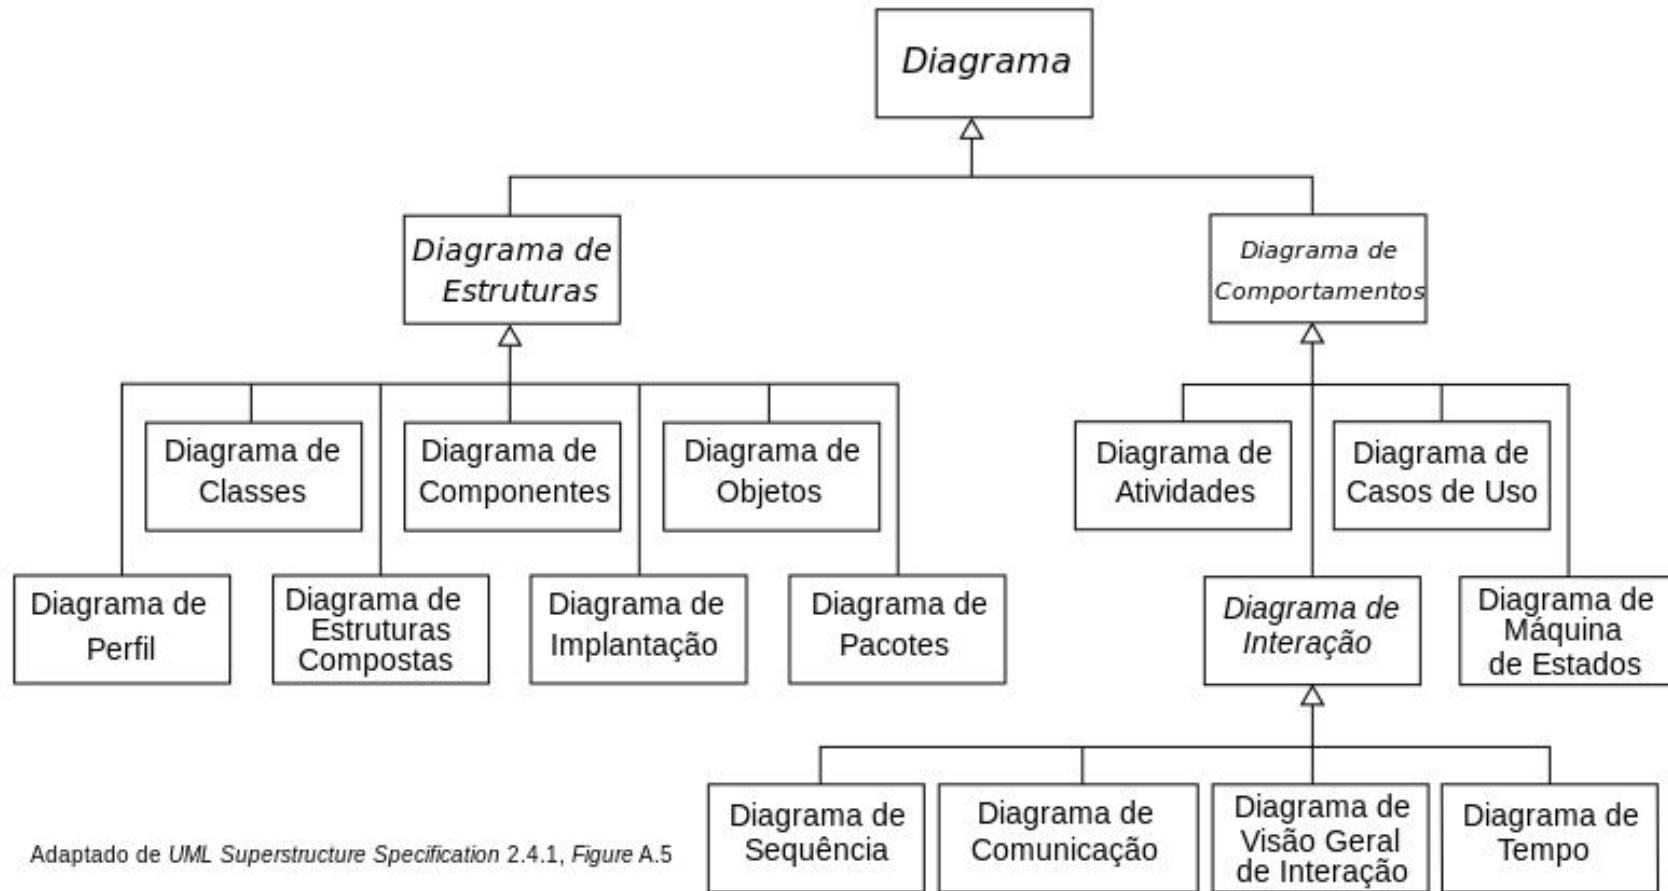 Diagrama
Diagrama de
Estruturas
Diagrama de
Comportamentos
Diagrama de
Classes
Diagrama de
Componentes
Diagrama de
Objetos
Diagrama de
Atividades
Diagrama de
Casos de Uso
Diagrama de
Perfil
Diagrama de
Estruturas
Compostas
Diagrama de
Implantação
Diagrama de
Pacotes
Diagrama de
Interação
Diagrama de
Máquina
de Estados
Diagrama de
Sequência
Diagrama de
Comunicação
Diagrama de
Visão Geral
de Interação
Diagrama de
Tempo
Adaptado de UML Superstructure Specification 2.4.1, Figure A.5